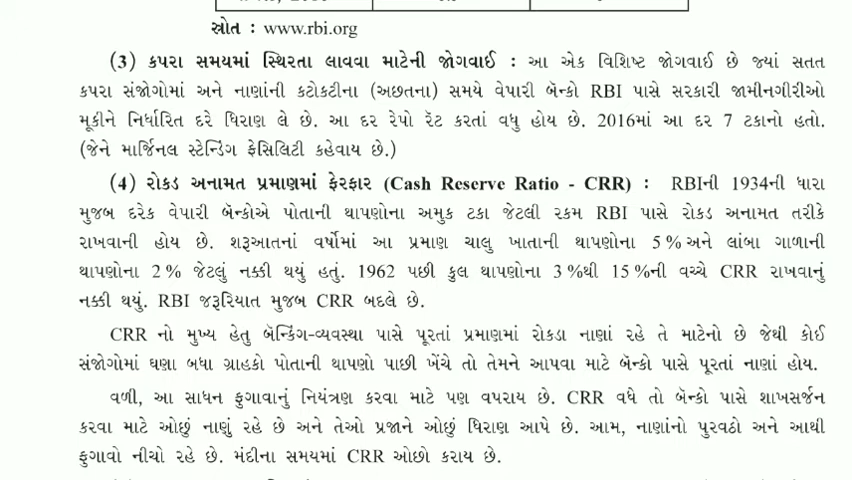 સ્રોત : www.rbi.org
(3) કપરા સમયમાં સ્થિરતા લાવવા માટેની જોગવાઈ : આ એક વિશિષ્ટ જોગવાઈ છે જ્યાં સતત
કપરા સંજોગોમાં અને નાણાંની કટોકટીના (અછતના) સમયે વેપારી બૅન્કો RBI પાસે સરકારી જામીનગીરીઓ
મૂકીને નિર્ધારિત દરે ધિરાણ લે છે. આ દર રેપો રૅટ કરતાં વધુ હોય છે. 2016માં આ દર 7 ટકાનો હતો.
(જેને માર્જિનલ સ્ટેન્ડિંગ ફેસિલિટી કહેવાય છે.)
(4) રોકડ અનામત પ્રમાણમાં ફેરફાર (Cash Reserve Ratio - CRR) : RBIની 1934ની ધારા
મુજબ દરેક વેપારી બૅન્કોએ પોતાની થાપણોના અમુક ટકા જેટલી રકમ RBI પાસે રોકડ અનામત તરીકે
રાખવાની હોય છે. શરૂઆતનાં વર્ષોમાં આ પ્રમાણ ચાલુ ખાતાની થાપણોના 5 % અને લાંબા ગાળાની
થાપણોના 2 % જેટલું નક્કી થયું હતું. 1962 પછી કુલ થાપણોના 3 %થી 15 %ની વચ્ચે CRR રાખવાનું
નક્કી થયું. RBI જરૂરિયાત મુજબ CRR બદલે છે.
CRR નો મુખ્ય હેતુ બૅન્કિંગ-વ્યવસ્થા પાસે પૂરતાં પ્રમાણમાં રોકડા નાણાં રહે તે માટેનો છે જેથી કોઈ
સંજોગોમાં ઘણા બધા ગ્રાહકો પોતાની થાપણો પાછી ખેંચે તો તેમને આપવા માટે બૅન્કો પાસે પૂરતાં નાણાં હોય.
વળી, આ સાધન ફુગાવાનું નિયંત્રણ કરવા માટે પણ વપરાય છે. CRR વધે તો બૅન્કો પાસે શાખસર્જન
કરવા માટે ઓછું નાણું રહે છે અને તેઓ પ્રજાને ઓછું ધિરાણ આપે છે. આમ, નાણાંનો પુરવઠો અને આથી
ફુગાવો નીચો રહે છે. મંદીના સમયમાં CRR ઓછો કરાય છે.